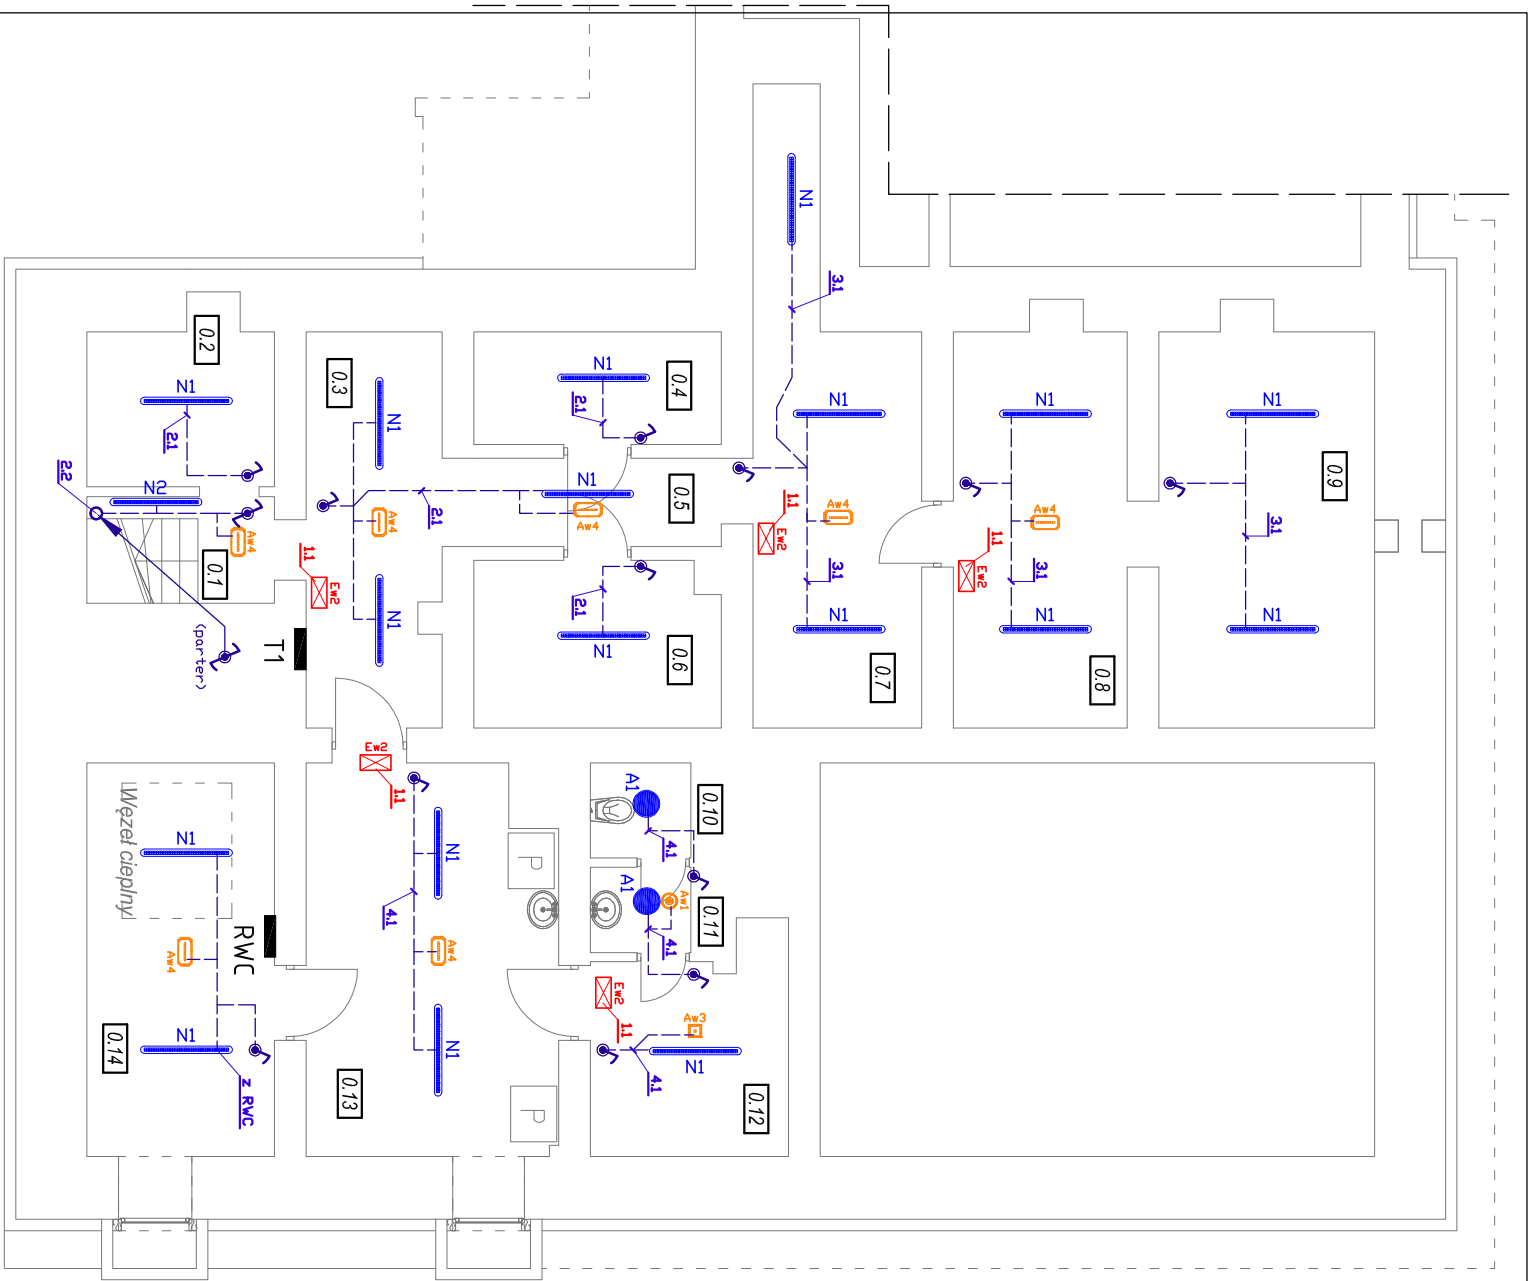 N1
3.1
0.2
N1
2.1
0.3
N1
N1
2.1
0.4
N1
N1
N1
0.9
3.1
2.2
N2
Aw4
0.1
1.1
Ew2
Aw4
2.1
N1
Aw4
0.5
1.1
Ew2
Aw4
3.1
1.1
Ew2
Aw4
3.1
(parter)
T1
N1
2.1
N1
0.6
N1
0.7
N1
0.8
N1
Ew2
1.1
Węzeł cieplny
N1
RWC
Aw4
N1
0.14
z RWC
N1
4.1
Aw4
N1
0.13
P
P
A1
0.10
4.1
A1
Aw1
0.11
4.1
Ew2
1.1
Aw3
N1
4.1
0.12